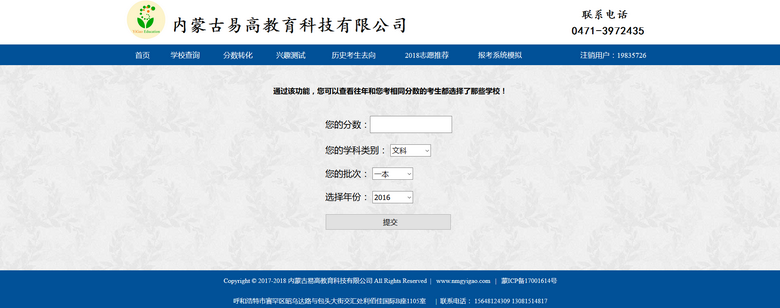 内蒙古易高教育科技有限公司
联系电话
0471-3972435
首页 学校查询 分数转化 兴趣测试 历史考生去向 2018志愿推荐 报考系统模拟 注销用户:19835726
通过该功能,您可以查看往年和您考相同分数的考生都选择了那些学校!
您的分数:
您的学科类别: 文科
您的批次: 一本
选择年份: 2016
提交
Copyright © 2017-2018 内蒙古易高教育科技有限公司 All Rights Reserved | www.nmgyigao.com | 蒙ICP备17001614号
呼和浩特市赛罕区昭乌达路与包头大街交汇处利佰佳国际B座1105室 | 联系电话: 15648124309 13081514817